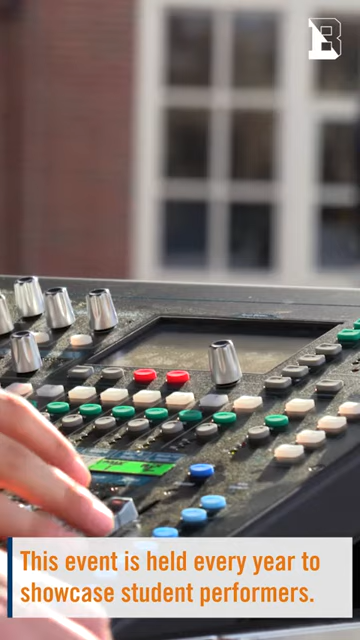 B
This event is held every year to
showcase student performers.